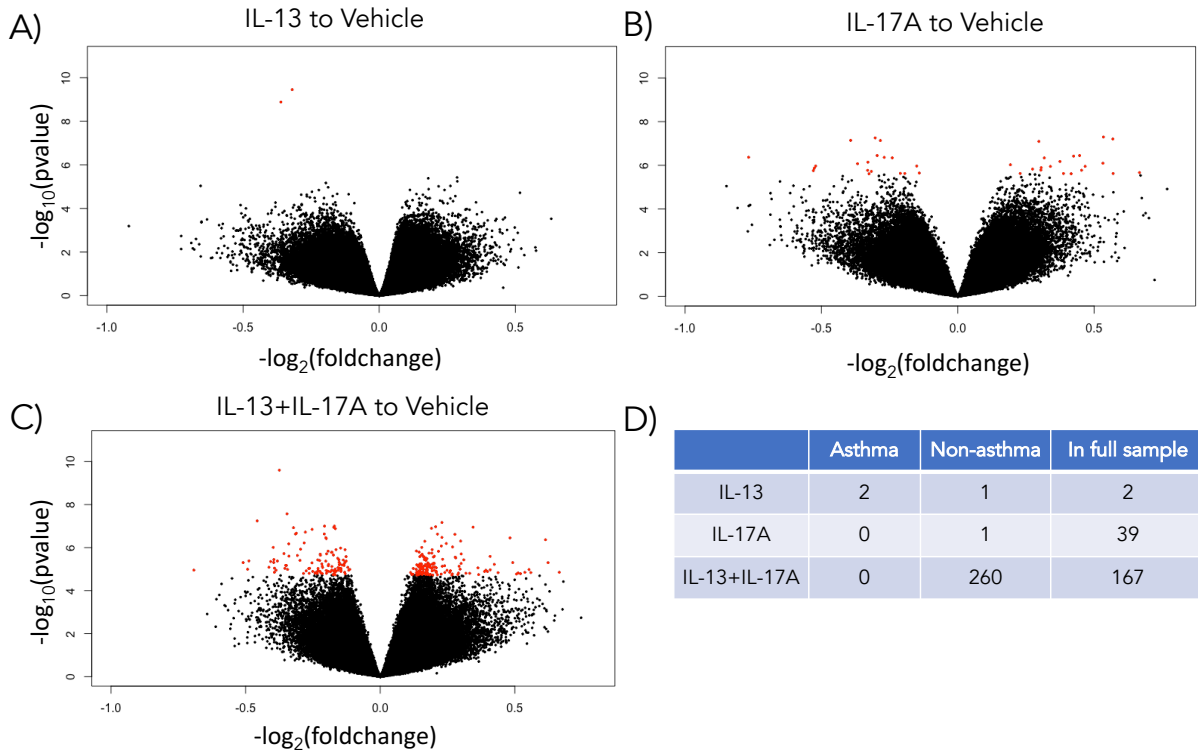 A)
IL-13 to Vehicle
10
8
6
4
2
0
-log10(pvalue)
-1.0 -0.5 0.0 0.5
-log2(foldchange)
B)
IL-17A to Vehicle
10
8
6
4
2
0
-log10(pvalue)
-1.0 -0.5 0.0 0.5
-log2(foldchange)
C)
IL-13+IL-17A to Vehicle
10
8
6
4
2
0
-log10(pvalue)
-1.0 -0.5 0.0 0.5
-log2(foldchange)
D)
Asthma Non-asthma In full sample
IL-13 2 1 2
IL-17A 0 1 39
IL-13+IL-17A 0 260 167